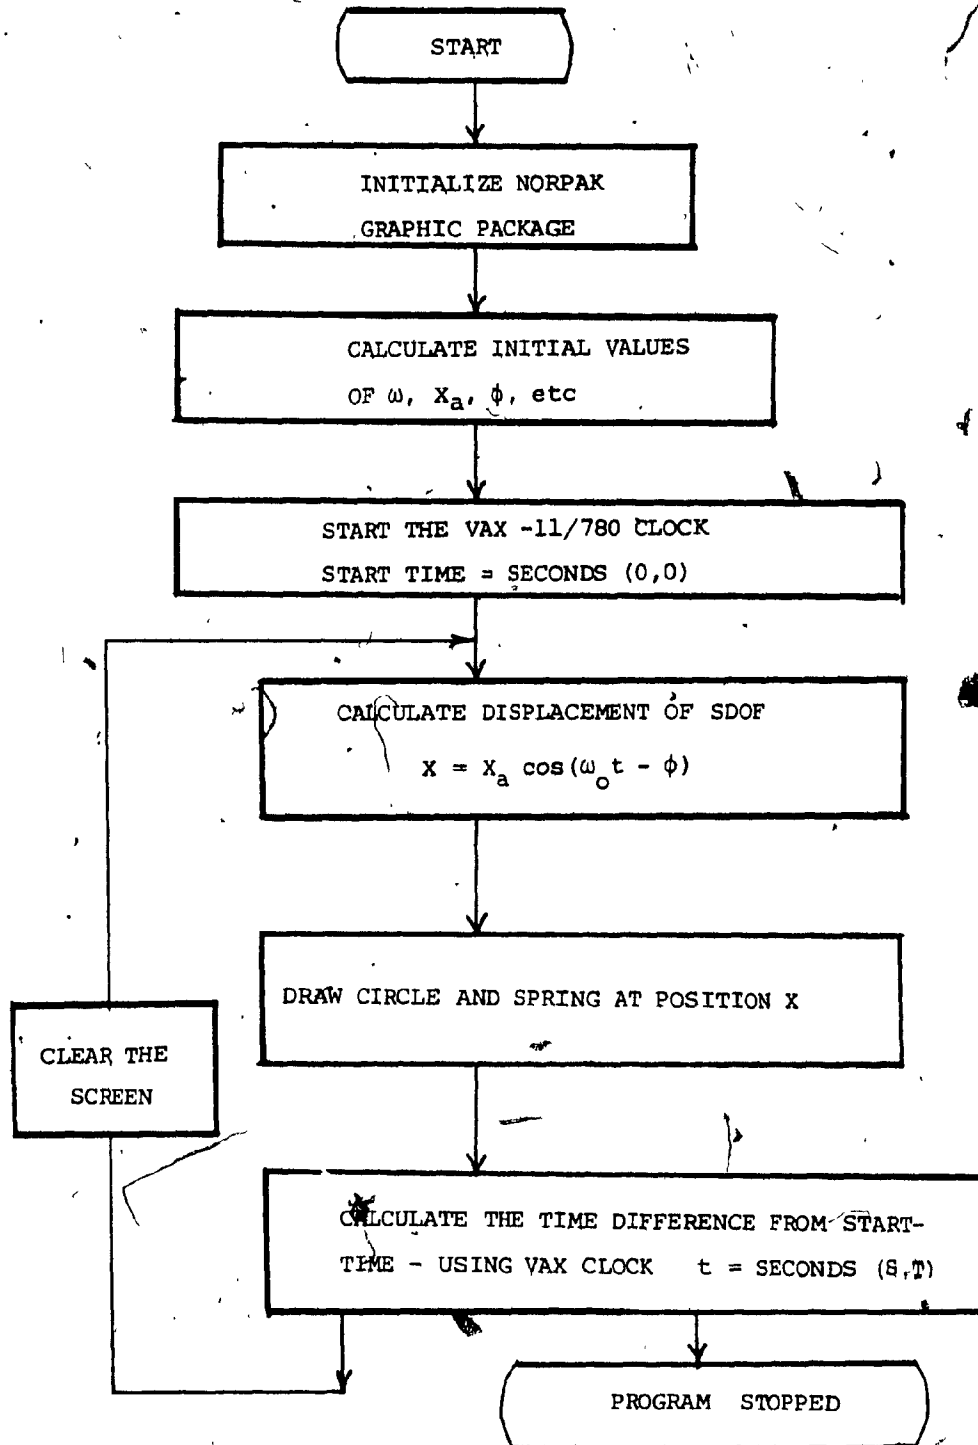 START
INITIALIZE NORPAK
GRAPHIC PACKAGE
CALCULATE INITIAL VALUES
OF ω, Xa, ϕ, etc
START THE VAX -11/780 CLOCK
START TIME = SECONDS (0,0)
CALCULATE DISPLACEMENT OF SDOF
X = Xa cos(ωot - ϕ)
DRAW CIRCLE AND SPRING AT POSITION X
CLEAR THE
SCREEN
CALCULATE THE TIME DIFFERENCE FROM START-
TIME - USING VAX CLOCK t = SECONDS (S,T)
PROGRAM STOPPED